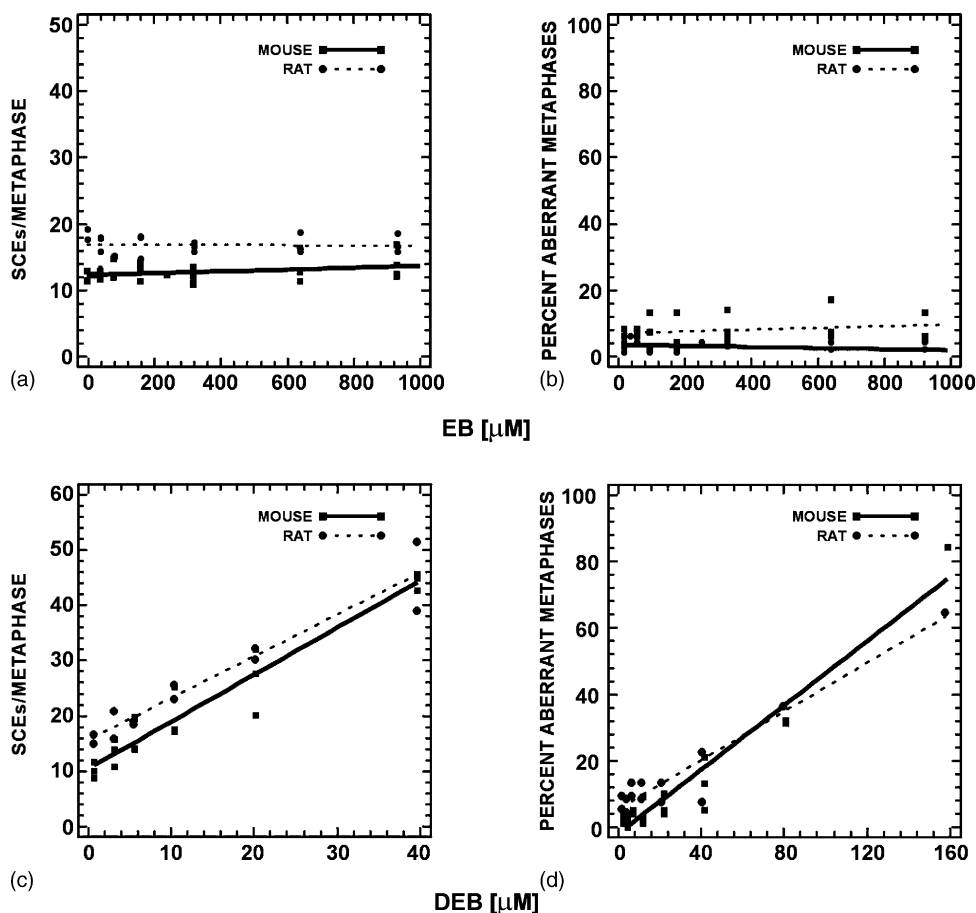 50
40
30
20
10
0
SCEs/METAPHASE
MOUSE
RAT
0 200 400 600 800 1000
(a)
100
80
60
40
20
0
PERCENT ABERRANT METAPHASES
MOUSE
RAT
0 200 400 600 800 1000
(b)
EB [μM]
60
50
40
30
20
10
0
SCEs/METAPHASE
MOUSE
RAT
0 10 20 30 40
(c)
100
80
60
40
20
0
PERCENT ABERRANT METAPHASES
MOUSE
RAT
0 40 80 120 160
(d)
DEB [μM]